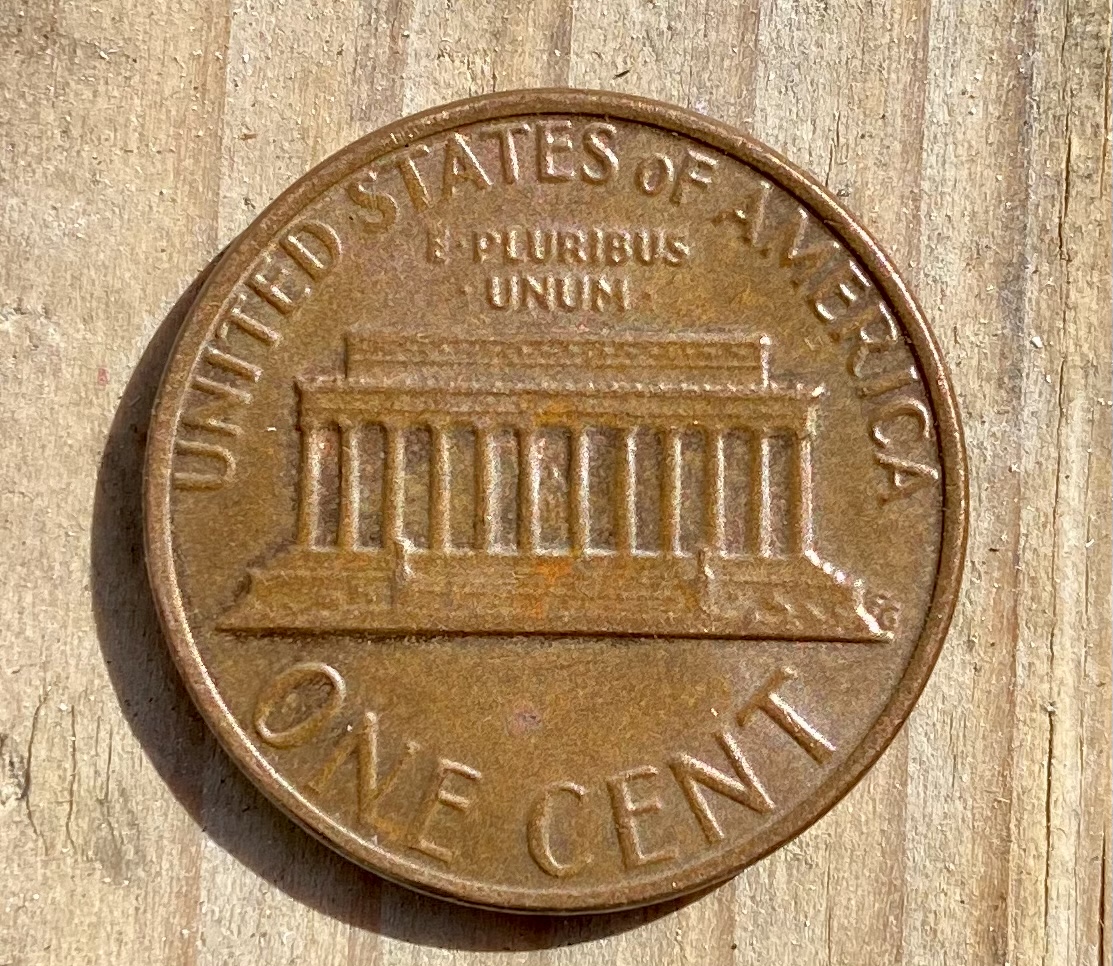 UNITED STATES OF AMERICA
E·PLURIBUS
·UNUM·
ONE CENT